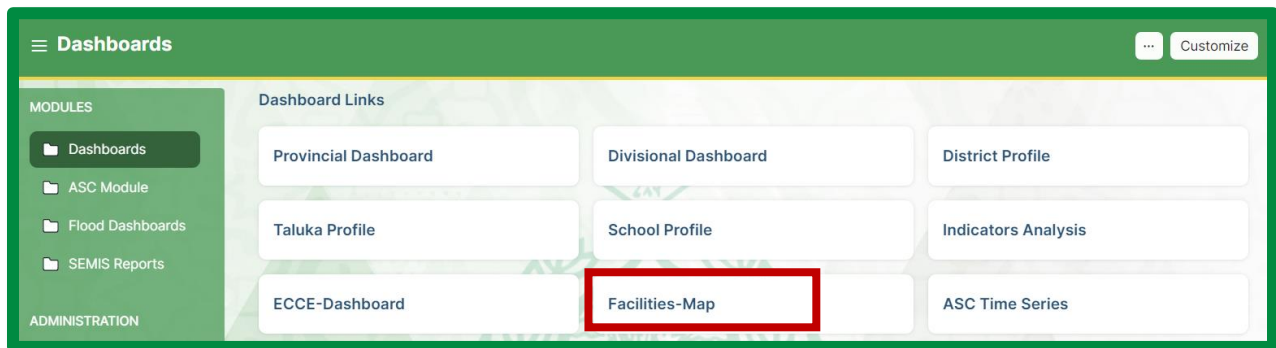 Dashboards
... Customize
MODULES
Dashboards
ASC Module
Flood Dashboards
SEMIS Reports
ADMINISTRATION
Dashboard Links
Provincial Dashboard
Divisional Dashboard
District Profile
Taluka Profile
School Profile
Indicators Analysis
ECCE-Dashboard
Facilities-Map
ASC Time Series